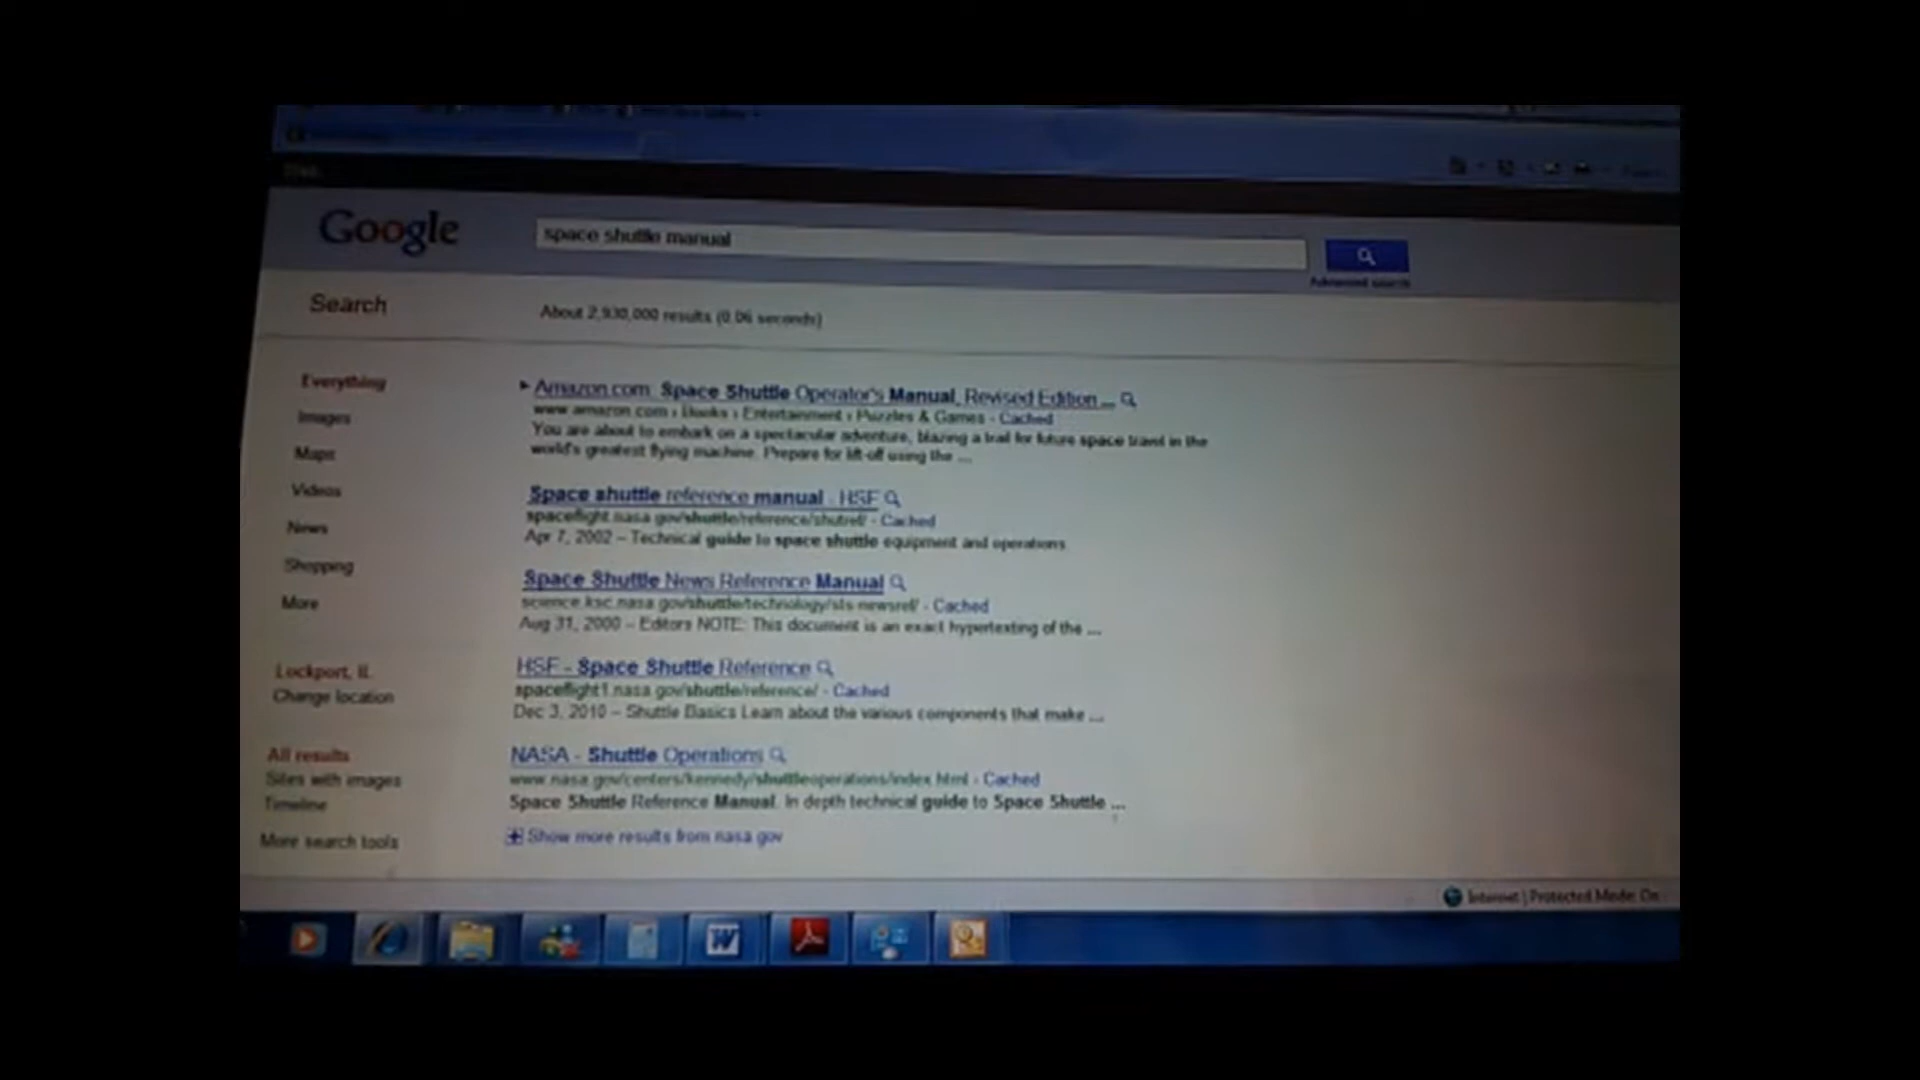 Google
space shuttle manual
Advanced search
Search
About 2,930,000 results (0.06 seconds)
Everything
Images
Maps
Videos
News
Shopping
More
Lockport, IL
Change location
All results
Sites with images
Timeline
More search tools
Amazon.com: Space Shuttle Operator's Manual, Revised Edition ...
www.amazon.com › Books › Entertainment › Puzzles & Games - Cached
You are about to embark on a spectacular adventure, blazing a trail for future space travel in the
world's greatest flying machine. Prepare for lift-off using the ...
Space shuttle reference manual - HSF
spaceflight.nasa.gov/shuttle/reference/shutref/ - Cached
Apr 7, 2002 – Technical guide to space shuttle equipment and operations
Space Shuttle News Reference Manual
science.ksc.nasa.gov/shuttle/technology/sts-newsref/ - Cached
Aug 31, 2000 – Editors NOTE: This document is an exact hypertexting of the ...
HSF - Space Shuttle Reference
spaceflight1.nasa.gov/shuttle/reference/ - Cached
Dec 3, 2010 – Shuttle Basics Learn about the various components that make ...
NASA - Shuttle Operations
www.nasa.gov/centers/kennedy/shuttleoperations/index.html - Cached
Space Shuttle Reference Manual. In depth technical guide to Space Shuttle ...
Show more results from nasa.gov
Internet | Protected Mode: On